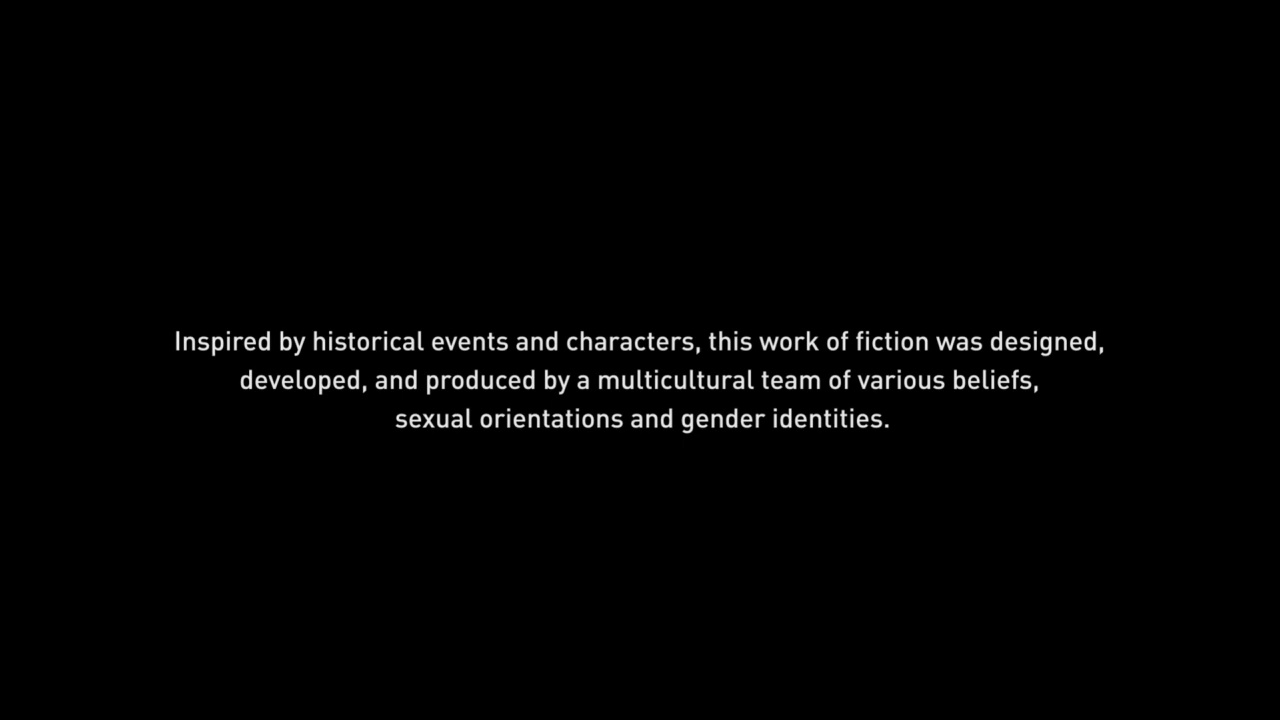 Inspired by historical events and characters, this work of fiction was designed,
developed, and produced by a multicultural team of various beliefs,
sexual orientations and gender identities.